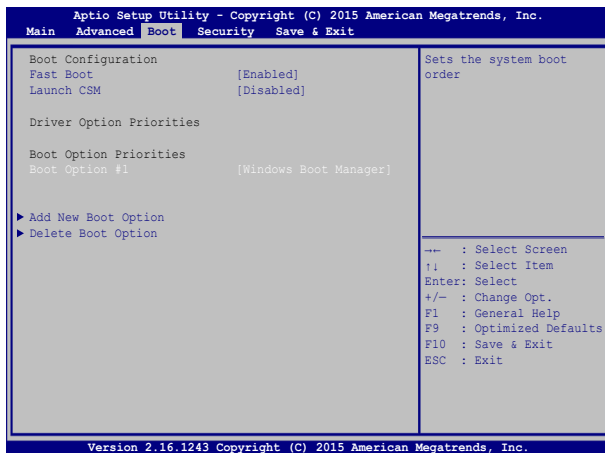 Aptio Setup Utility - Copyright (C) 2015 American Megatrends, Inc.
Main Advanced Boot Security Save & Exit
Boot Configuration
Fast Boot [Enabled]
Launch CSM [Disabled]
Driver Option Priorities
Boot Option Priorities
Boot Option #1 [Windows Boot Manager]
Add New Boot Option
Delete Boot Option
Sets the system boot
order
→← : Select Screen
↑↓ : Select Item
Enter: Select
+/— : Change Opt.
F1 : General Help
F9 : Optimized Defaults
F10 : Save & Exit
ESC : Exit
Version 2.16.1243 Copyright (C) 2015 American Megatrends, Inc.